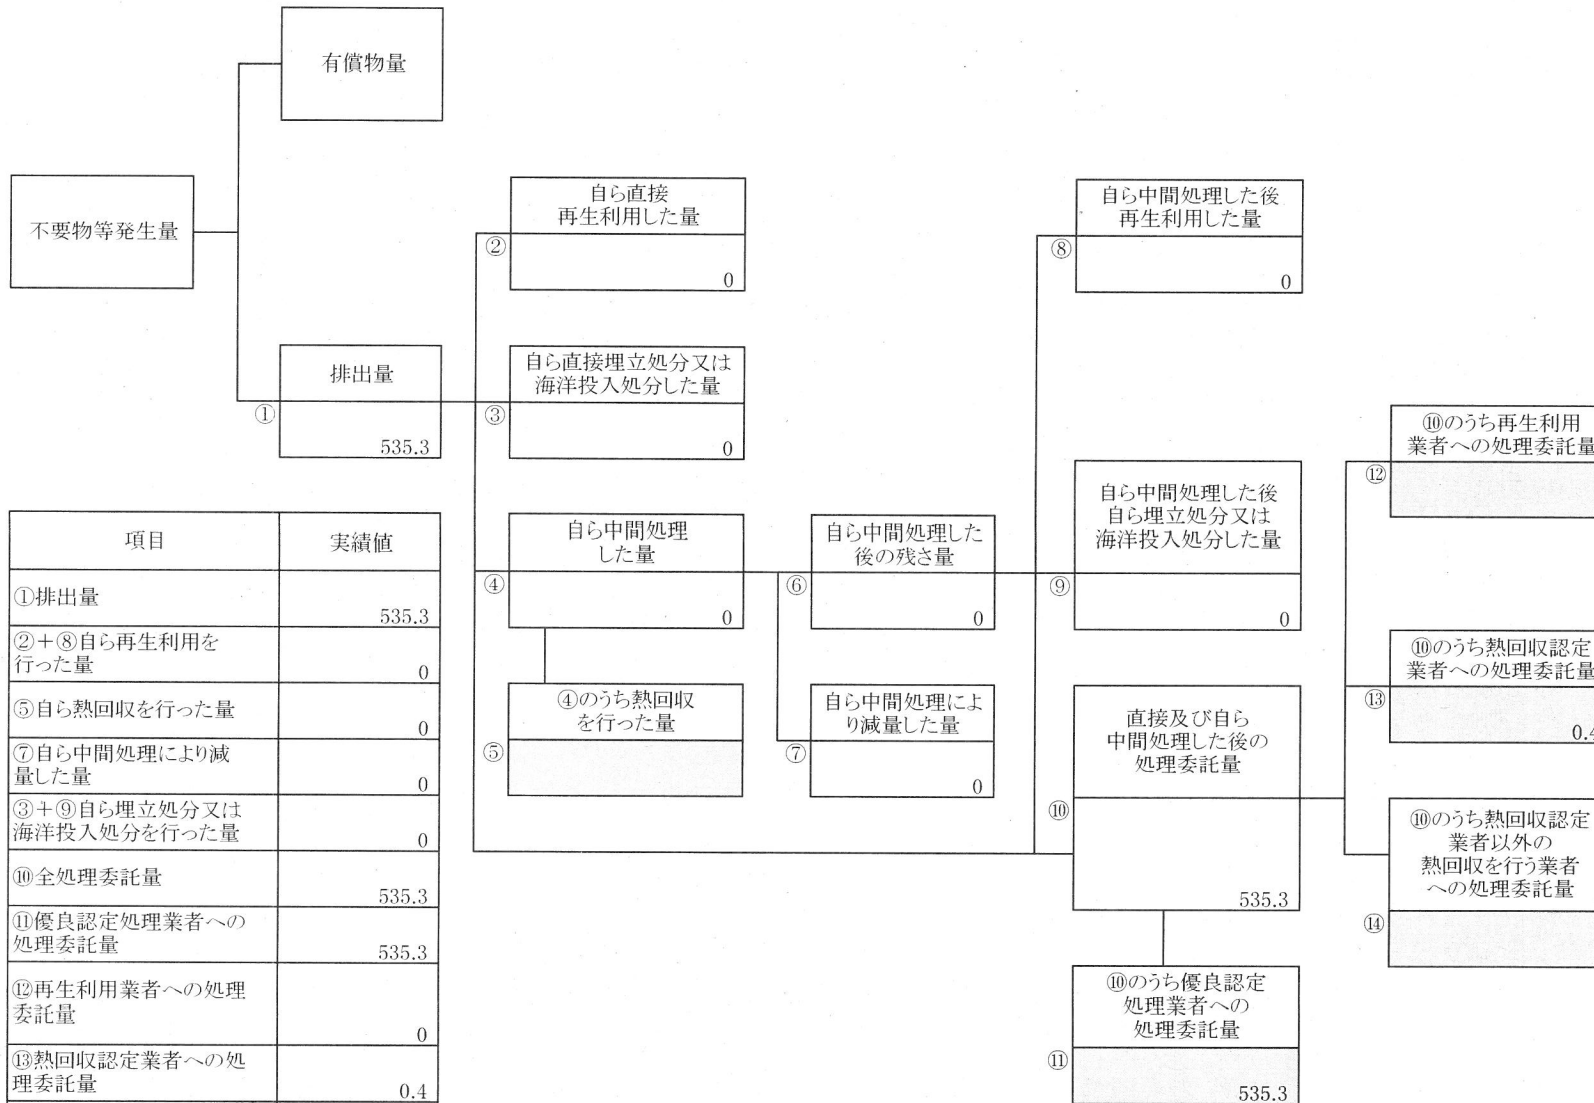 有償物量
不要物等発生量
自ら直接
再生利用した量
②
0
自ら中間処理した後
再生利用した量
⑧
0
排出量
①
535.3
自ら直接埋立処分又は
海洋投入処分した量
③
0
⑩のうち再生利用
業者への処理委託量
⑫
自ら中間処理
した量
④
0
自ら中間処理した
後の残さ量
⑥
0
自ら中間処理した後
自ら埋立処分又は
海洋投入処分した量
⑨
0
⑩のうち熱回収認定
業者への処理委託量
⑬
0.4
④のうち熱回収
を行った量
⑤
自ら中間処理によ
り減量した量
⑦
0
直接及び自ら
中間処理した後の
処理委託量
⑩
535.3
⑩のうち熱回収認定
業者以外の
熱回収を行う業者
への処理委託量
⑭
⑩のうち優良認定
処理業者への
処理委託量
⑪
535.3
項目 実績値
①排出量
535.3
②+⑧自ら再生利用を
行った量
0
⑤自ら熱回収を行った量
0
⑦自ら中間処理により減
量した量
0
③+⑨自ら埋立処分又は
海洋投入処分を行った量
0
⑩全処理委託量
535.3
⑪優良認定処理業者への
処理委託量
535.3
⑫再生利用業者への処理
委託量
0
⑬熱回収認定業者への処
理委託量
0.4